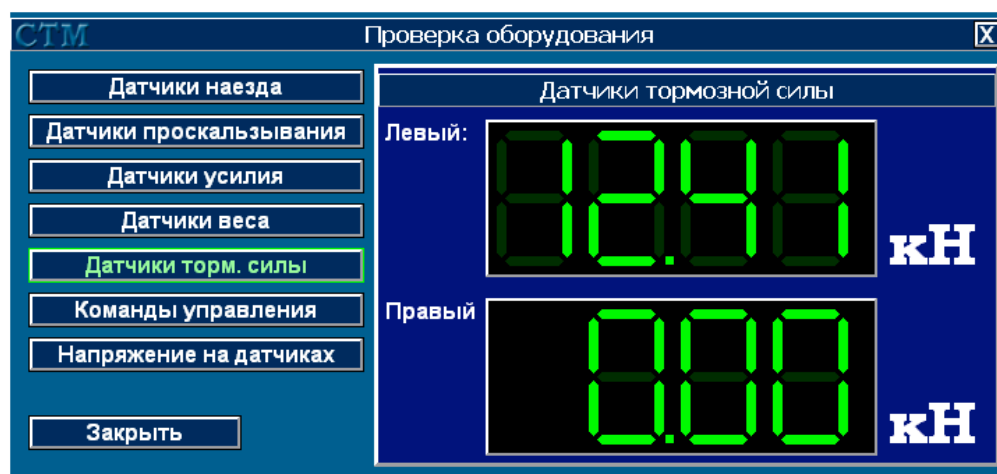 СТМ
Проверка оборудования
X
Датчики наезда
Датчики проскальзывания
Датчики усилия
Датчики веса
Датчики торм. силы
Команды управления
Напряжение на датчиках
Закрыть
Датчики тормозной силы
Левый:
12.41
кН
Правый
0.00
кН